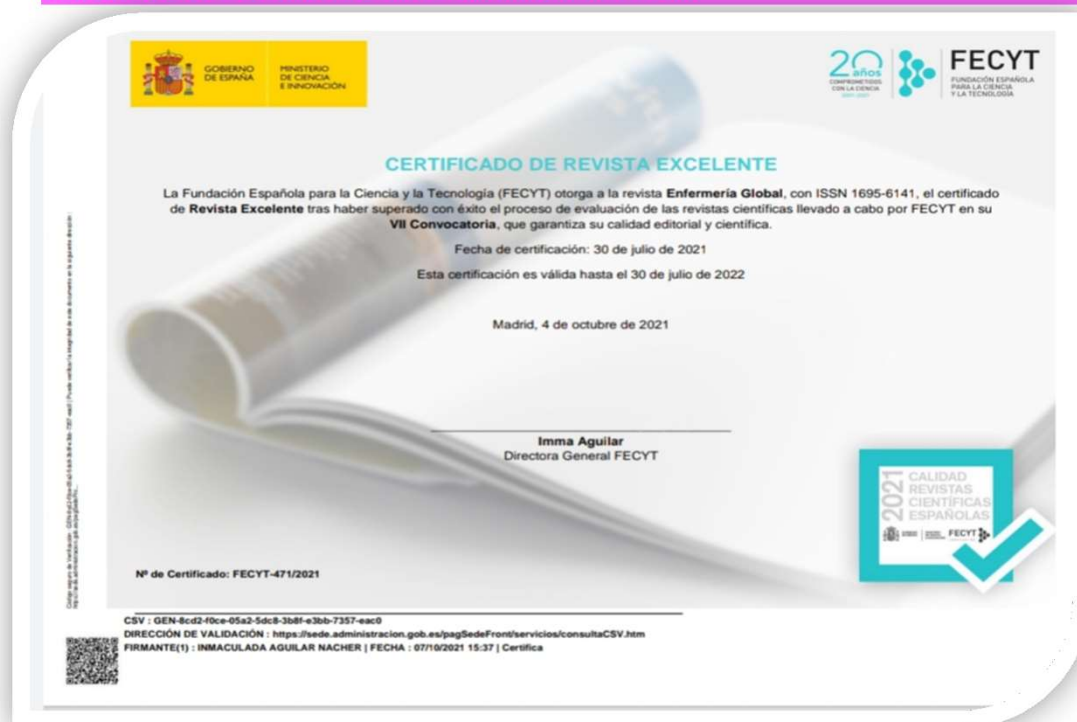 GOBIERNO
DE ESPAÑA
MINISTERIO
DE CIENCIA
E INNOVACIÓN
20 años
COMPROMETIDOS
CON LA CIENCIA
2001-2021
FECYT
FUNDACIÓN ESPAÑOLA
PARA LA CIENCIA
Y LA TECNOLOGÍA
CERTIFICADO DE REVISTA EXCELENTE
La Fundación Española para la Ciencia y la Tecnología (FECYT) otorga a la revista Enfermería Global, con ISSN 1695-6141, el certificado
de Revista Excelente tras haber superado con éxito el proceso de evaluación de las revistas científicas llevado a cabo por FECYT en su
VII Convocatoria, que garantiza su calidad editorial y científica.
Fecha de certificación: 30 de julio de 2021
Esta certificación es válida hasta el 30 de julio de 2022
Madrid, 4 de octubre de 2021
Imma Aguilar
Directora General FECYT
2021
CALIDAD
REVISTAS
CIENTÍFICAS
ESPAÑOLAS
FECYT
Nº de Certificado: FECYT-471/2021
CSV : GEN-8cd2-f0ce-05a2-5dc8-3b8f-e3bb-7357-eac0
DIRECCIÓN DE VALIDACIÓN : https://sede.administracion.gob.es/pagSedeFront/servicios/consultaCSV.htm
FIRMANTE(1) : INMACULADA AGUILAR NACHER | FECHA : 07/10/2021 15:37 | Certifica